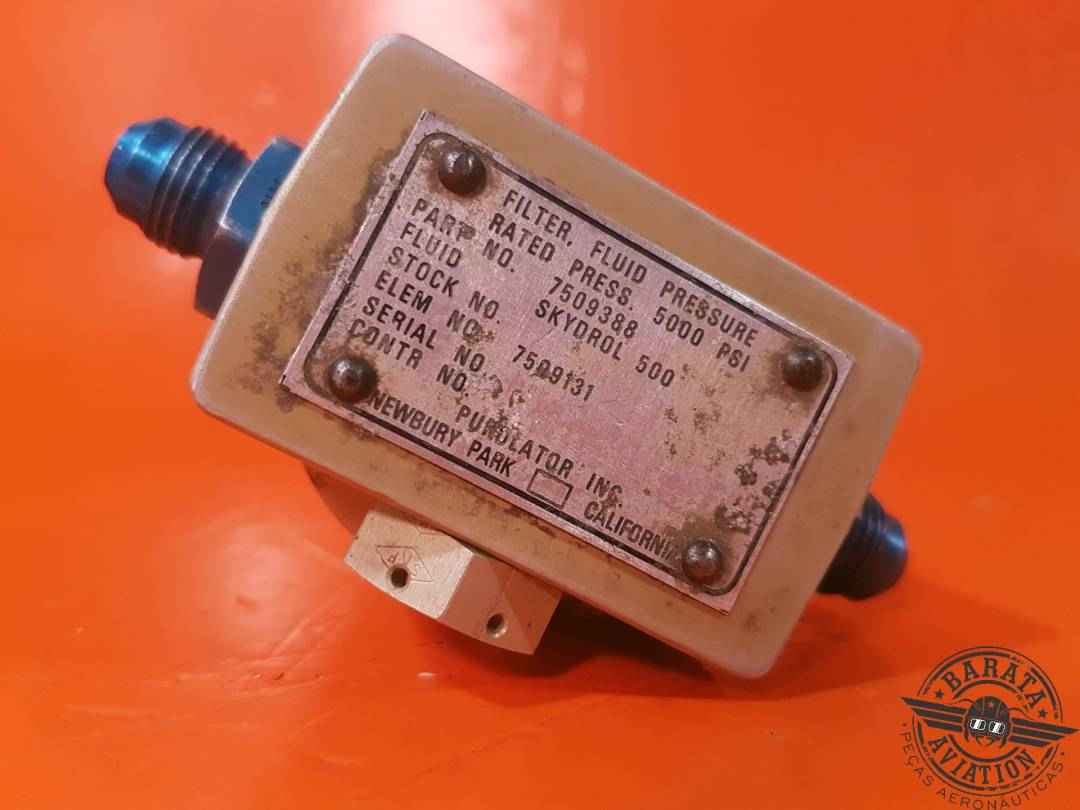 FILTER, FLUID PRESSURE
RATED PRESS. 5000 PSI
PART NO. 7509388
FLUID SKYDROL 500
STOCK NO
ELEM NO. 7509131
SERIAL NO.
CONTR NO.
PUROLATOR INC.
NEWBURY PARK CALIFORNIA
BARATA
AVIATION
PEÇAS AERONÁUTICAS